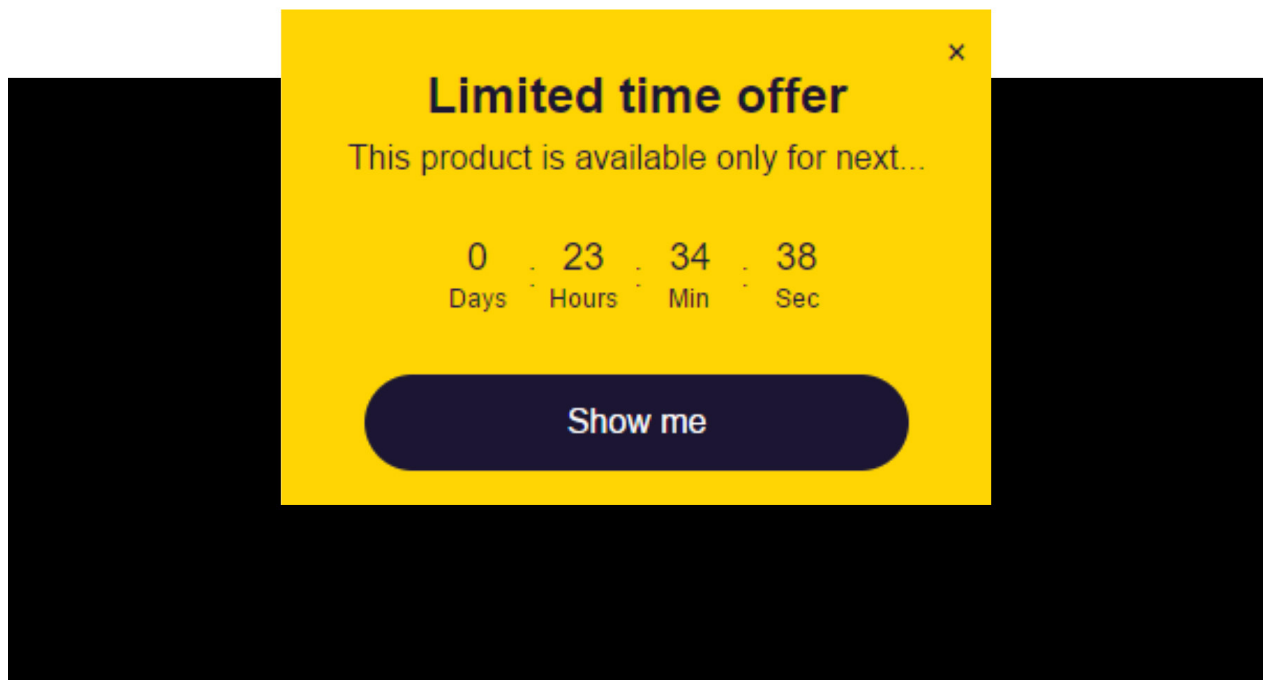 ×
Limited time offer
This product is available only for next...
0 : 23 : 34 : 38
Days Hours Min Sec
Show me